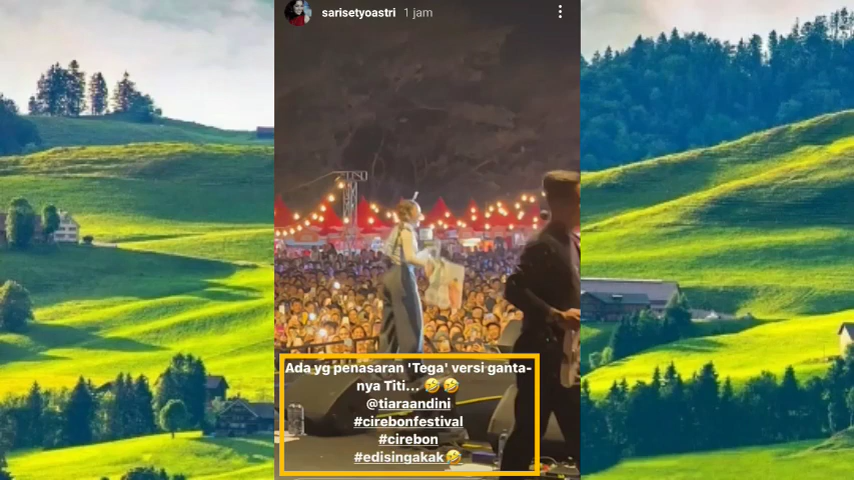 sarisetyoastri 1 jam
Ada yg penasaran 'Tega' versi ganta-
nya Titi... 🤣🤣
@tiaraandini
#cirebonfestival
#cirebon
#edisingakak🤣